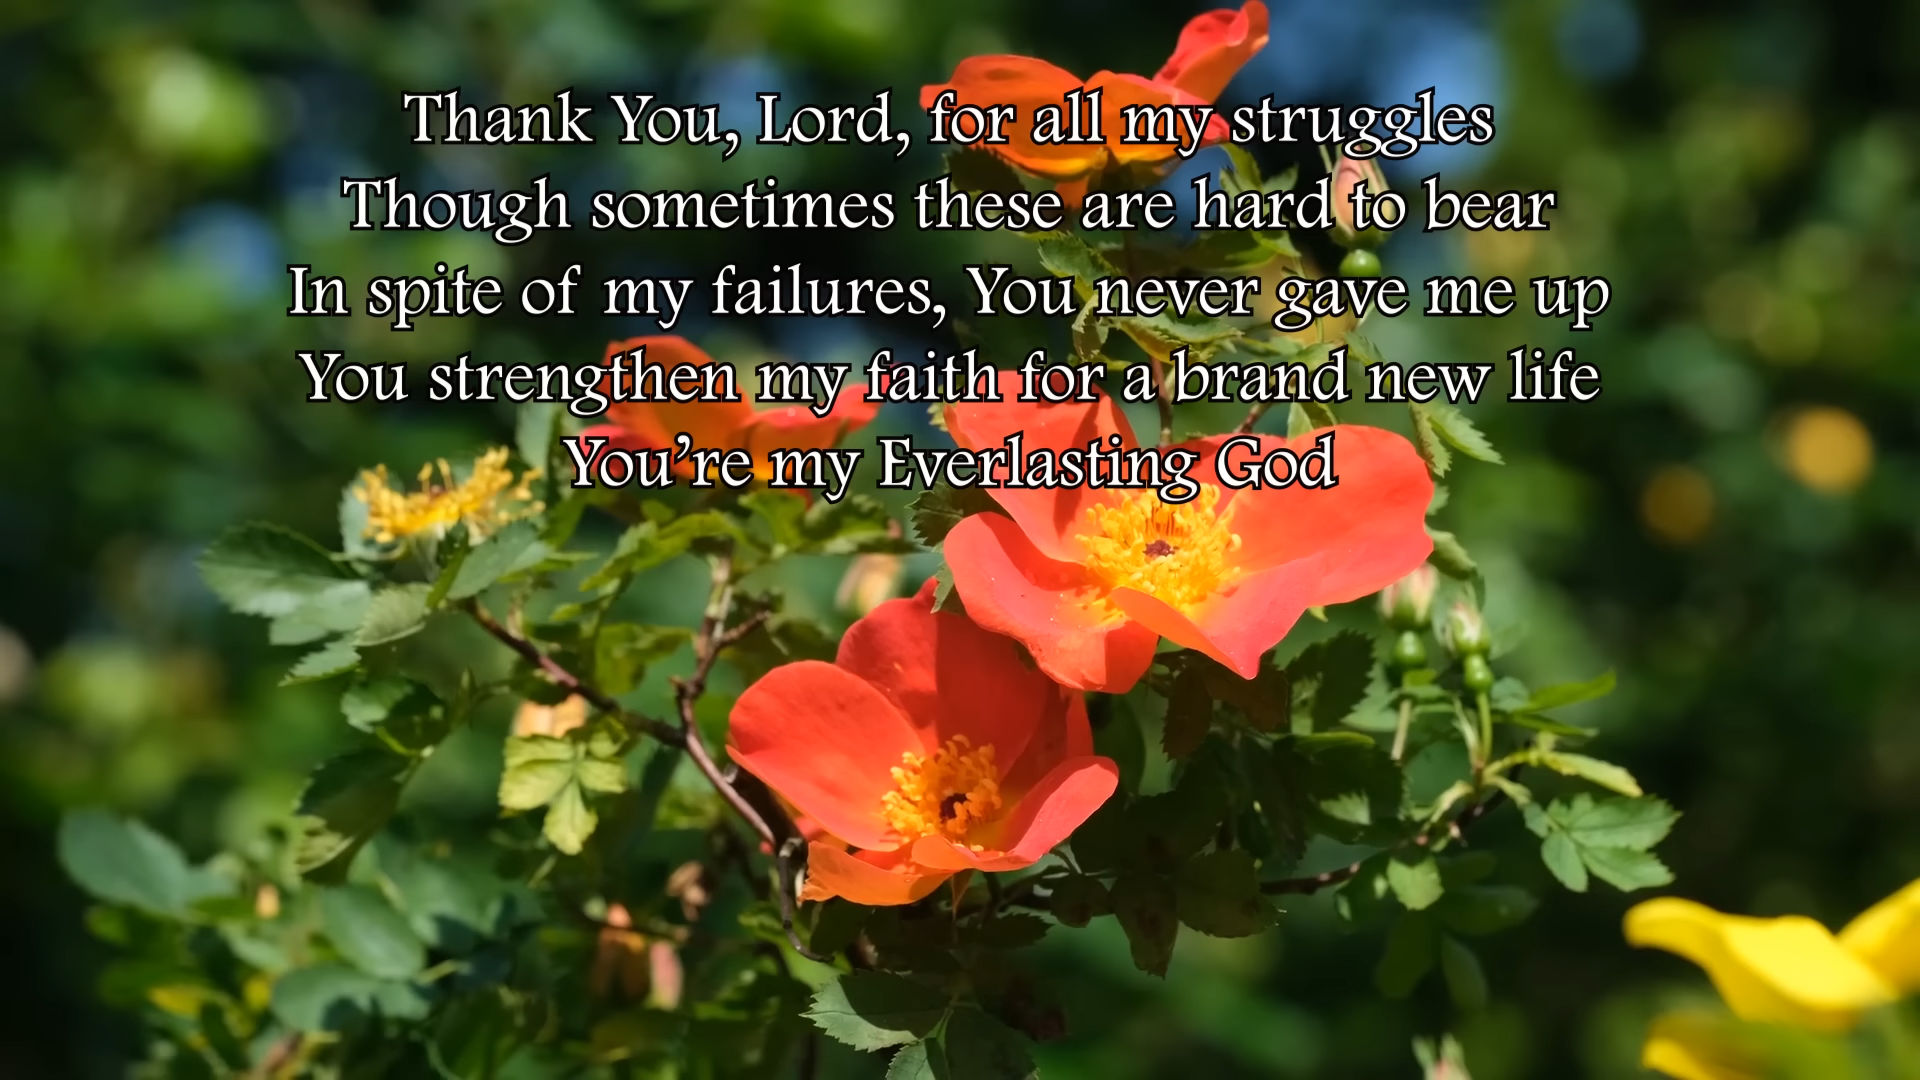 Thank You, Lord, for all my struggles
Though sometimes these are hard to bear
In spite of my failures, You never gave me up
You strengthen my faith for a brand new life
You’re my Everlasting God